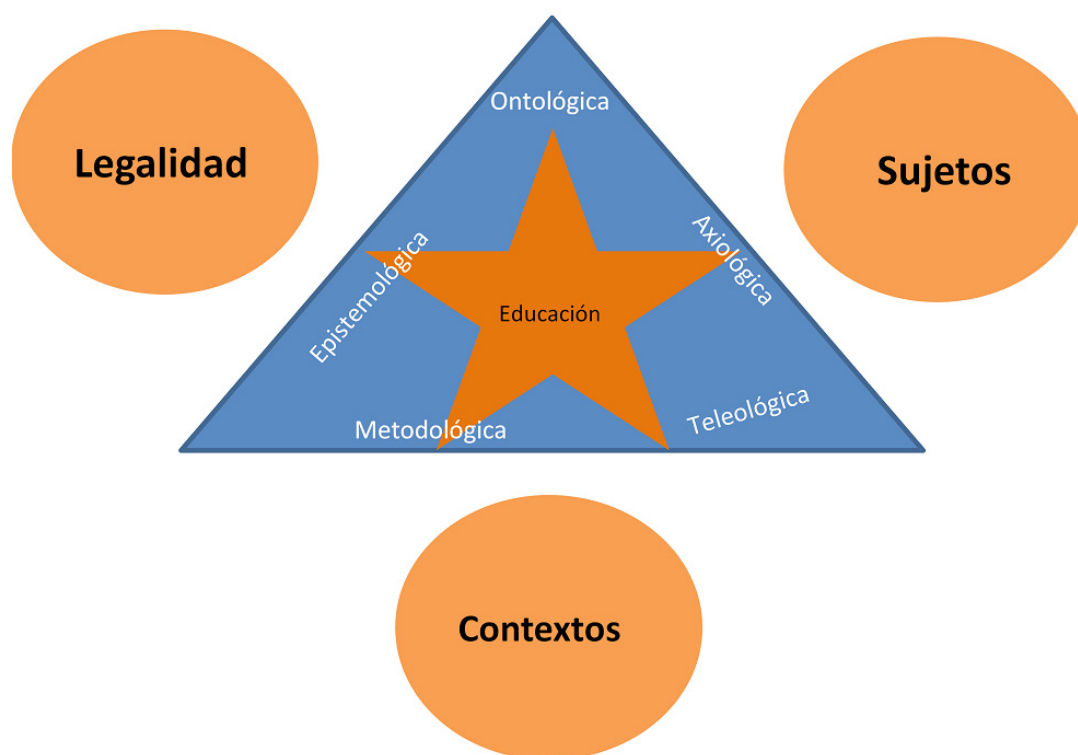 Ontológica
Legalidad
Sujetos
Axiológica
Epistemológica
Educación
Teleológica
Metodológica
Contextos